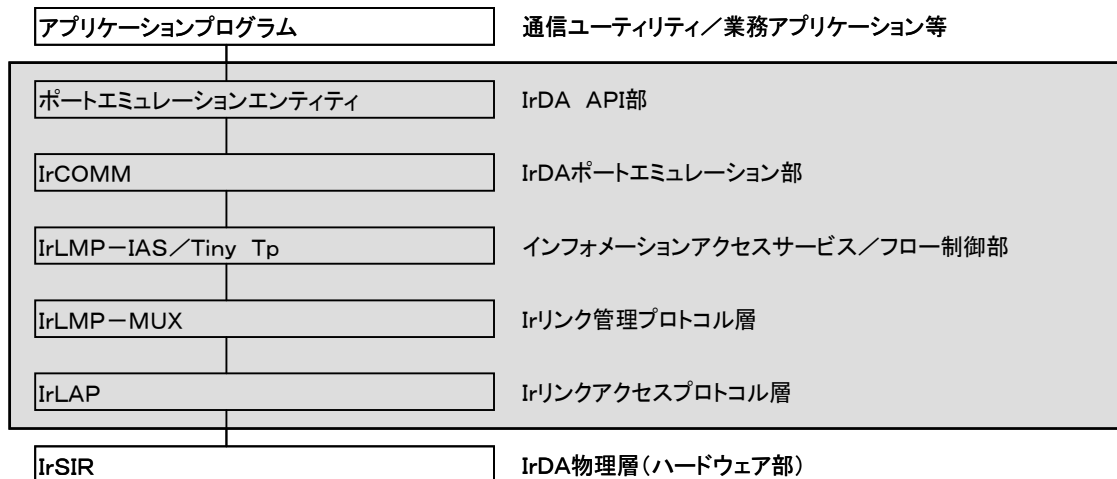 アプリケーションプログラム　通信ユーティリティ／業務アプリケーション等
ポートエミュレーションエンティティ　IrDA　API部
IrCOMM　IrDAポートエミュレーション部
IrLMP－IAS／Tiny　Tp　インフォメーションアクセスサービス／フロー制御部
IrLMP－MUX　Irリンク管理プロトコル層
IrLAP　Irリンクアクセスプロトコル層
IrSIR　IrDA物理層（ハードウェア部）